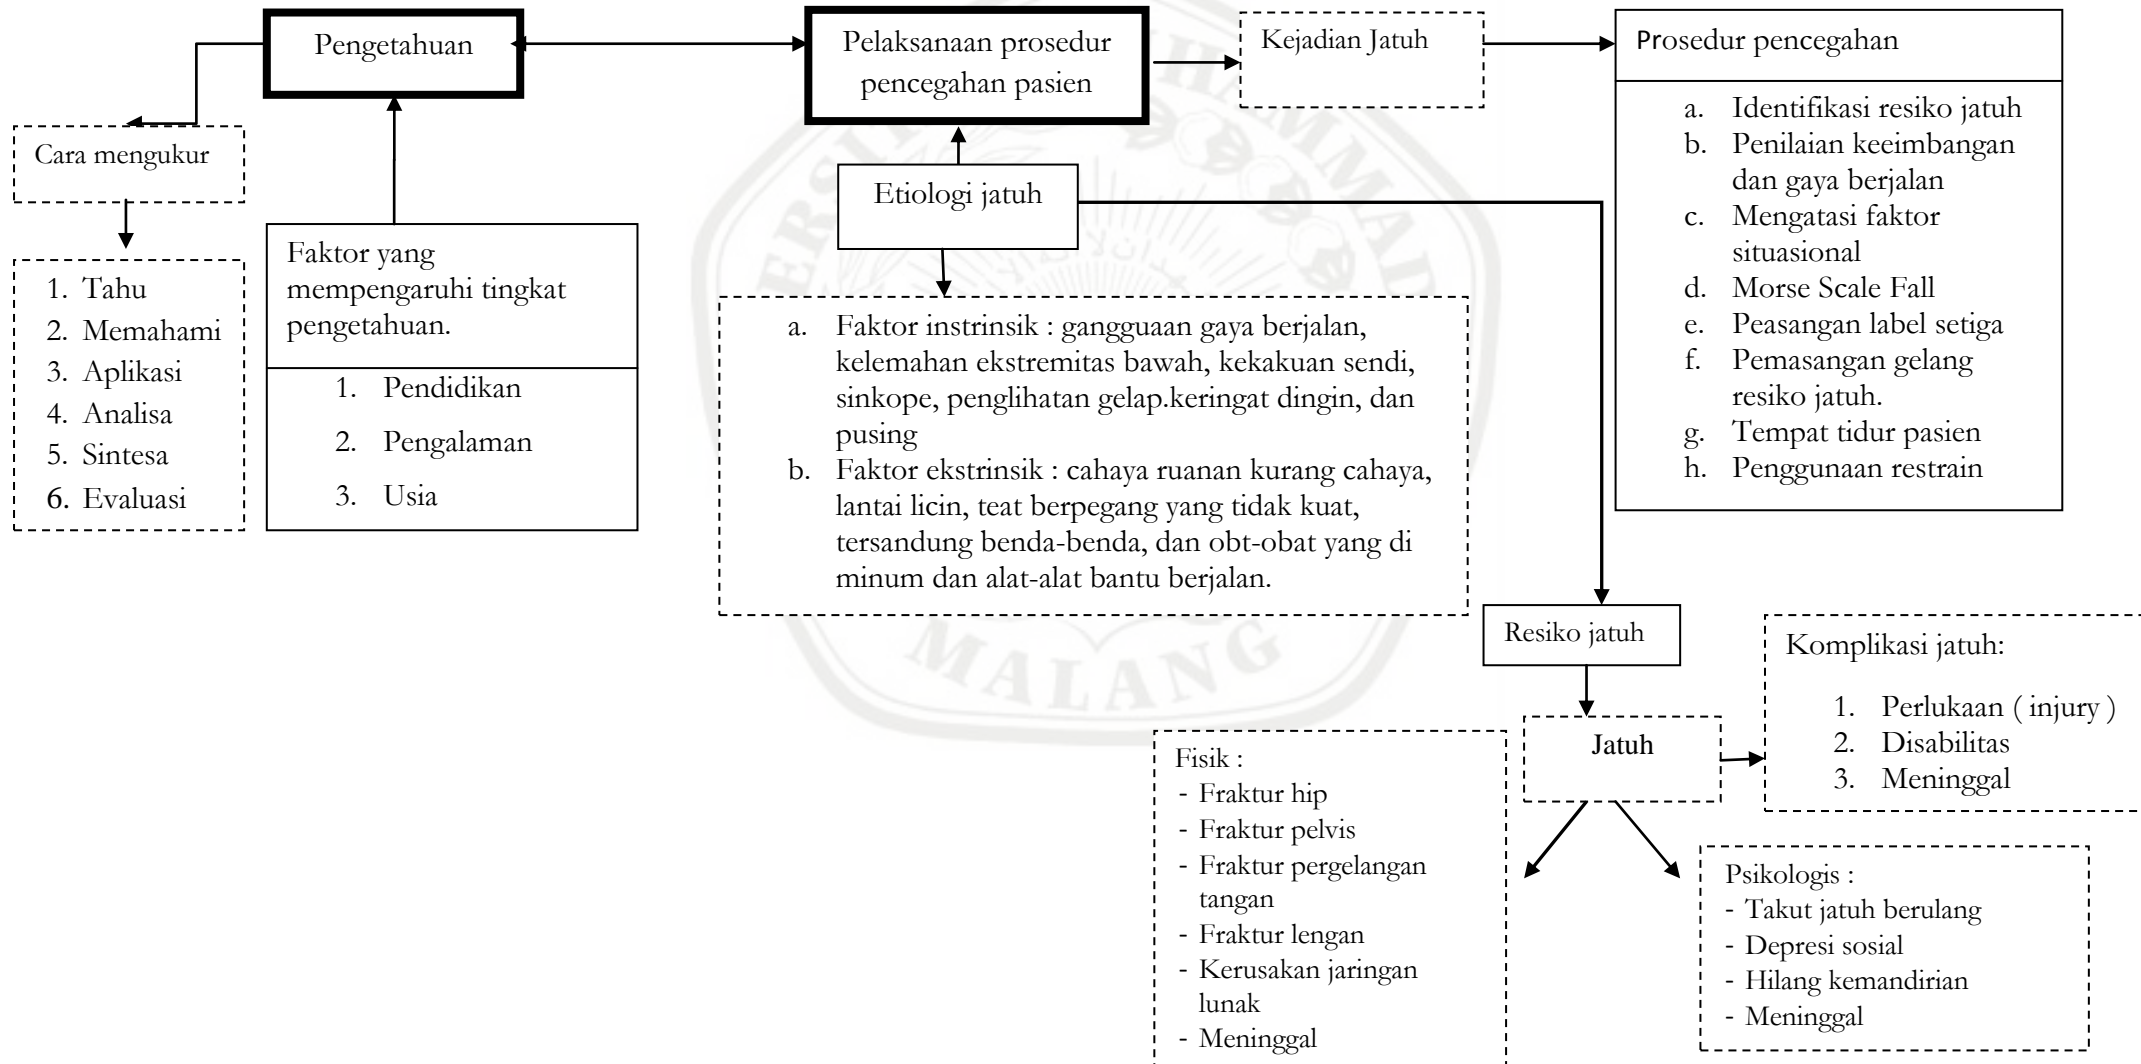 Pengetahuan
Pelaksanaan prosedur
pencegahan pasien
Kejadian Jatuh
Prosedur pencegahan
a. Identifikasi resiko jatuh
b. Penilaian keeimbangan
dan gaya berjalan
c. Mengatasi faktor
situasional
d. Morse Scale Fall
e. Peasangan label setiga
f. Pemasangan gelang
resiko jatuh.
g. Tempat tidur pasien
h. Penggunaan restrain
Cara mengukur
1. Tahu
2. Memahami
3. Aplikasi
4. Analisa
5. Sintesa
6. Evaluasi
Faktor yang
mempengaruhi tingkat
pengetahuan.
1. Pendidikan
2. Pengalaman
3. Usia
Etiologi jatuh
a. Faktor instrinsik : gangguaan gaya berjalan,
kelemahan ekstremitas bawah, kekakuan sendi,
sinkope, penglihatan gelap.keringat dingin, dan
pusing
b. Faktor ekstrinsik : cahaya ruanan kurang cahaya,
lantai licin, teat berpegang yang tidak kuat,
tersandung benda-benda, dan obt-obat yang di
minum dan alat-alat bantu berjalan.
Resiko jatuh
Jatuh
Komplikasi jatuh:
1. Perlukaan ( injury )
2. Disabilitas
3. Meninggal
Fisik :
- Fraktur hip
- Fraktur pelvis
- Fraktur pergelangan
tangan
- Fraktur lengan
- Kerusakan jaringan
lunak
- Meninggal
Psikologis :
- Takut jatuh berulang
- Depresi sosial
- Hilang kemandirian
- Meninggal
MALANG